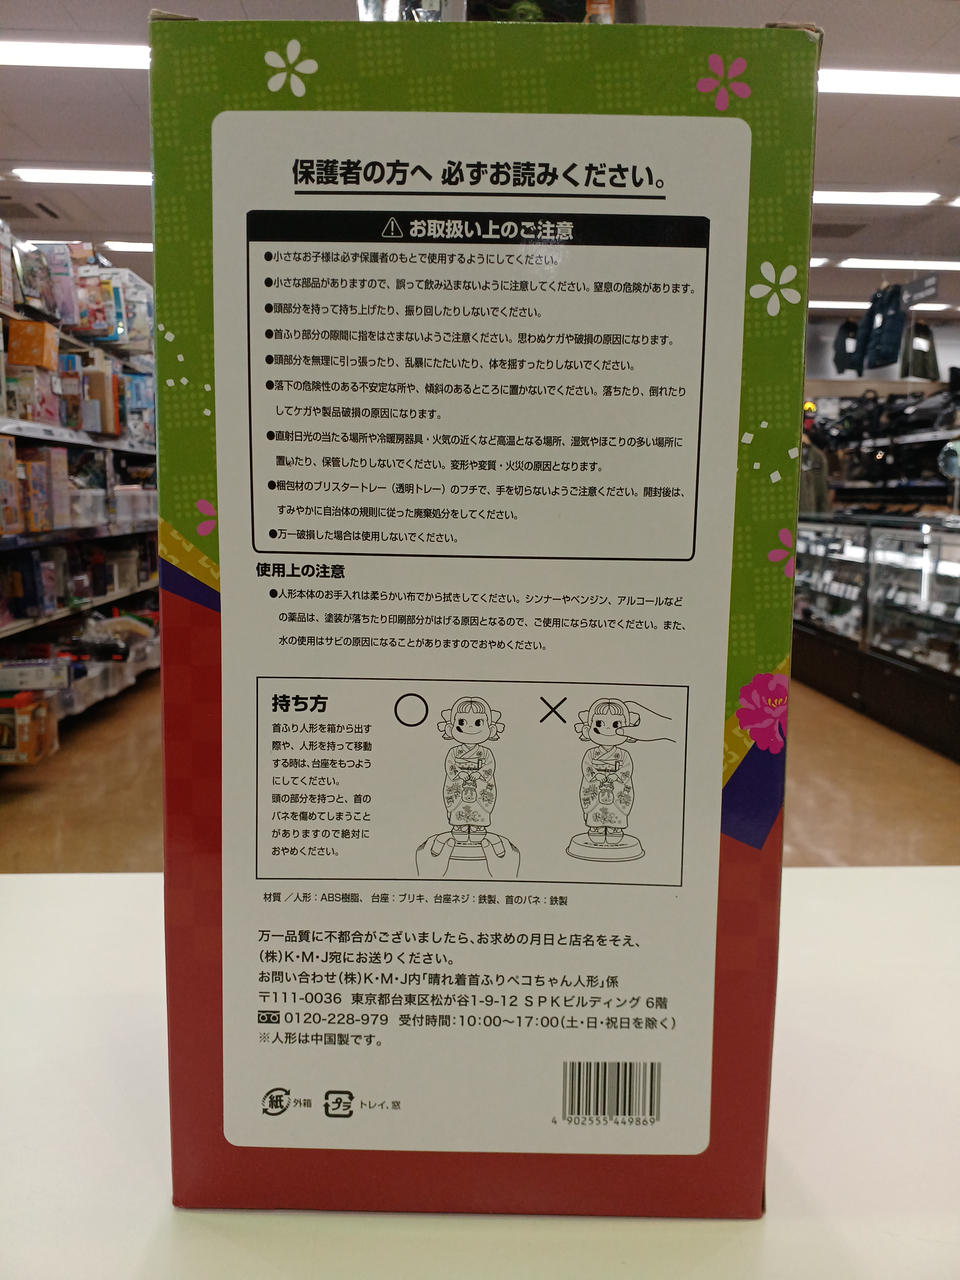 保護者の方へ 必ずお読みください。
お取扱い上のご注意
●小さなお子様は必ず保護者のもとで使用するようにしてください。
●小さな部品がありますので、誤って飲み込まないように注意してください。窒息の危険があります。
●頭部分を持って持ち上げたり、振り回したりしないでください。
●首ふり部分の隙間に指をはさまないようご注意ください。思わぬケガや破損の原因になります。
●頭部分を無理に引っ張ったり、乱暴にたたいたり、体を揺すったりしないでください。
●落下の危険性のある不安定な所や、傾斜のあるところに置かないでください。落ちたり、倒れたり
してケガや製品破損の原因になります。
●直射日光の当たる場所や冷暖房器具・火気の近くなど高温となる場所、湿気やほこりの多い場所に
置いたり、保管したりしないでください。変形や変質・火災の原因となります。
●梱包材のブリスタートレー（透明トレー）のフチで、手を切らないようご注意ください。開封後は、
すみやかに自治体の規則に従った廃棄処分をしてください。
●万一破損した場合は使用しないでください。
使用上の注意
●人形本体のお手入れは柔らかい布でから拭きしてください。シンナーやベンジン、アルコールなど
の薬品は、塗装が落ちたり印刷部分がはげる原因となるので、ご使用にならないでください。また、
水の使用はサビの原因になることがありますのでおやめください。
持ち方
首ふり人形を箱から出す
際や、人形を持って移動
する時は、台座をもつよう
にしてください。
頭の部分を持つと、首の
バネを傷めてしまうこと
がありますので絶対に
おやめください。
材質／人形：ABS樹脂、台座：ブリキ、台座ネジ：鉄製、首のバネ：鉄製
万一品質に不都合がございましたら、お求めの月日と店名をそえ、
(株)K・M・J宛にお送りください。
お問い合わせ(株)K・M・J内「晴れ着首ふりペコちゃん人形」係
〒111-0036 東京都台東区松が谷1-9-12 ＳＰＫビルディング 6階
0120-228-979 受付時間：10:00〜17:00(土・日・祝日を除く)
※人形は中国製です。
紙 外箱 プラ トレイ、窓
4 902555 449869